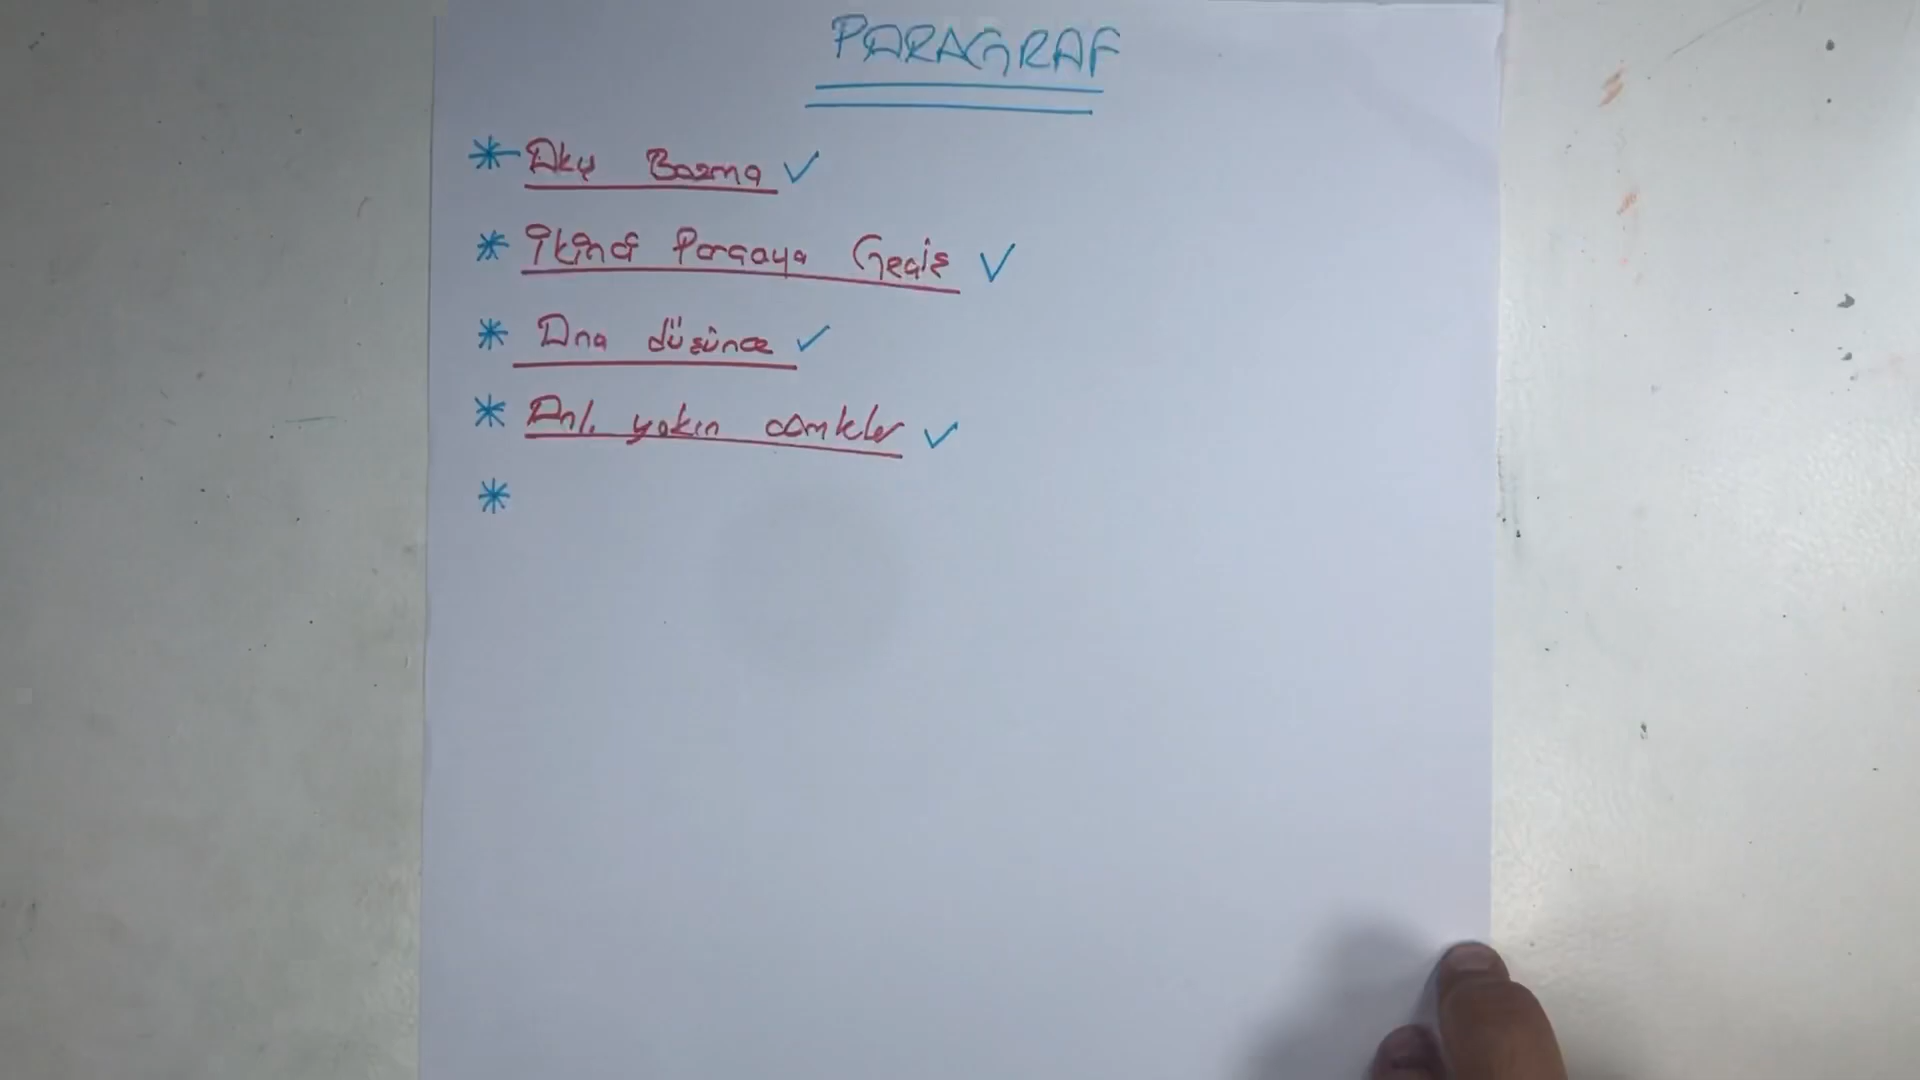 PARAGRAF
* Akış Bozma ✓
* İkinci Parçaya Geçiş ✓
* Ana düşünce ✓
* Anl. yakın cümleler ✓
*